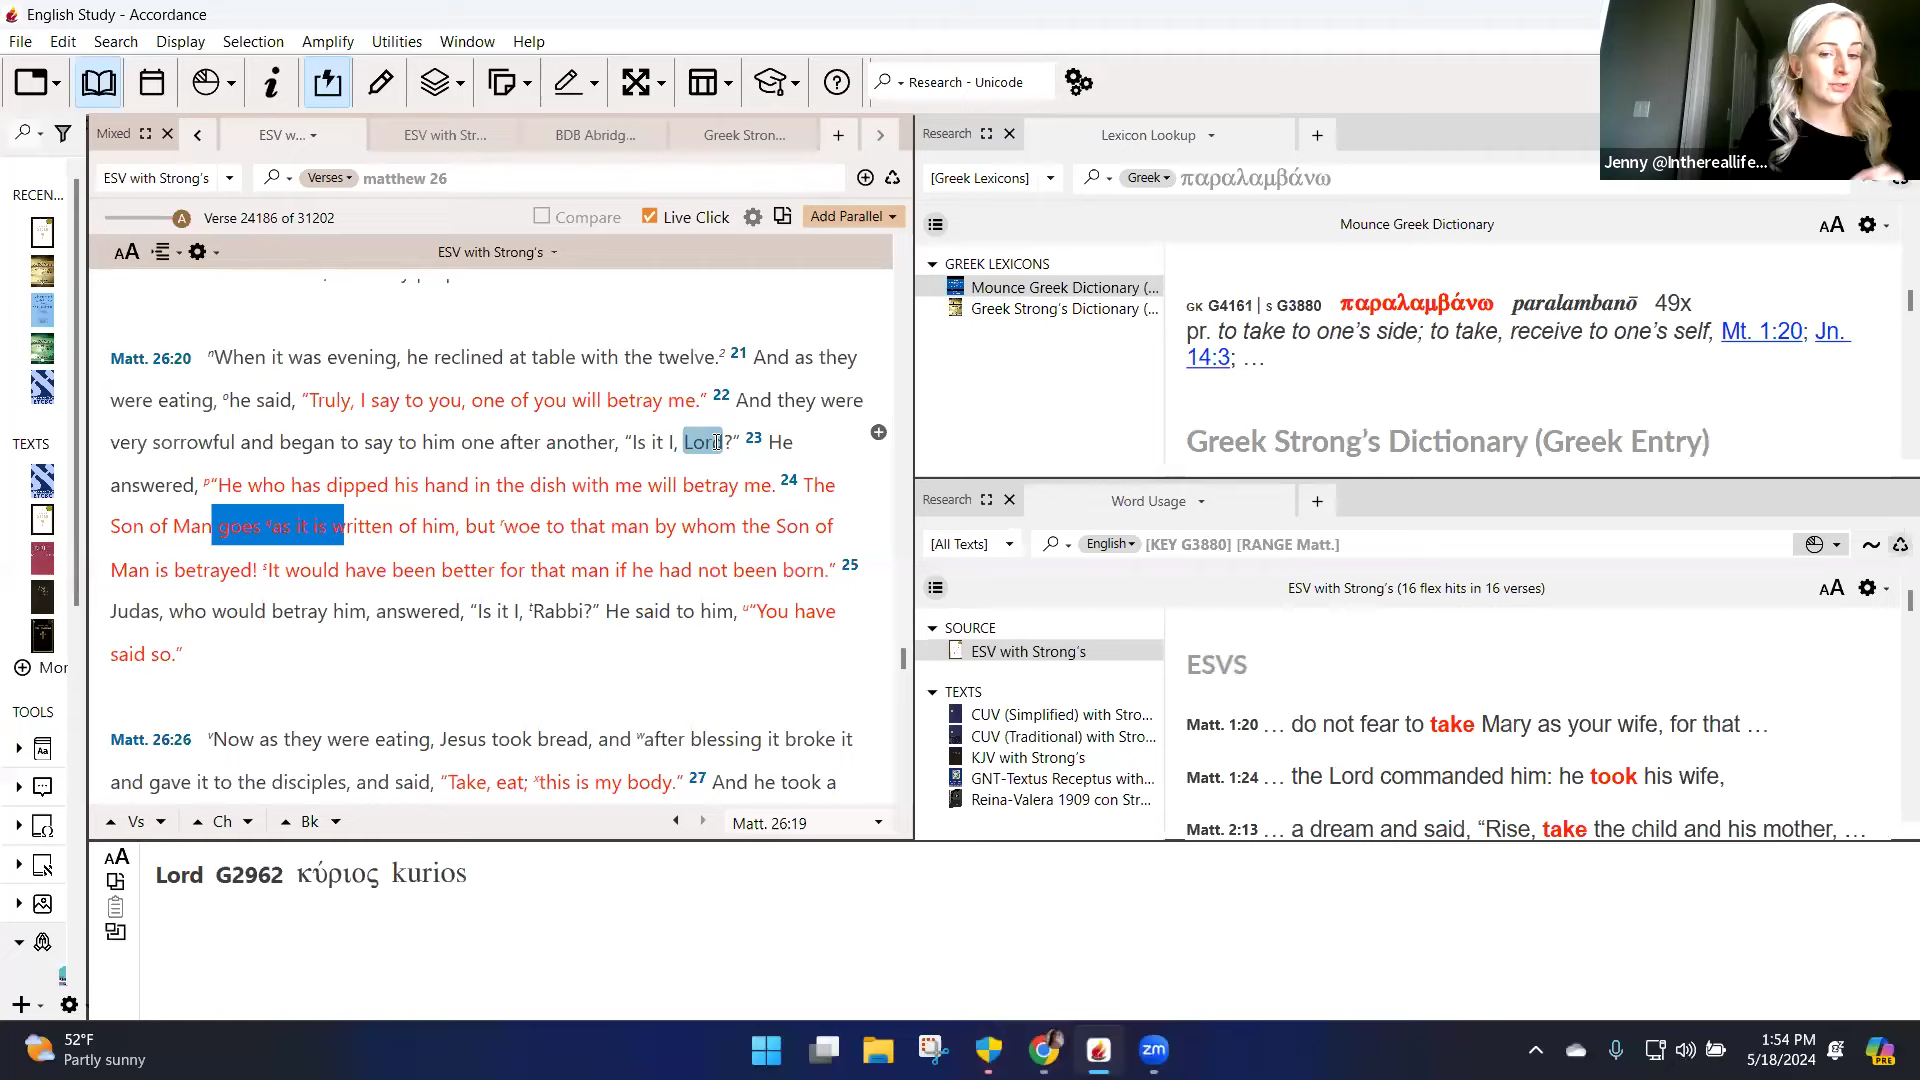 English Study - Accordance
File Edit Search Display Selection Amplify Utilities Window Help
Research - Unicode
Jenny @Inthereallife...
Mixed ESV w... ESV with Str... BDB Abridg... Greek Stron...
ESV with Strong's Verses matthew 26
A Verse 24186 of 31202 Compare Live Click Add Parallel
AA ESV with Strong's
Matt. 26:20 nWhen it was evening, he reclined at table with the twelve.2 21 And as they
were eating, ohe said, “Truly, I say to you, one of you will betray me.” 22 And they were
very sorrowful and began to say to him one after another, “Is it I, Lord?” 23 He
answered, p“He who has dipped his hand in the dish with me will betray me. 24 The
Son of Man goes qas it is written of him, but rwoe to that man by whom the Son of
Man is betrayed! sIt would have been better for that man if he had not been born.” 25
Judas, who would betray him, answered, “Is it I, tRabbi?” He said to him, u“You have
said so.”
Matt. 26:26 vNow as they were eating, Jesus took bread, and wafter blessing it broke it
and gave it to the disciples, and said, “Take, eat; xthis is my body.” 27 And he took a
Vs Ch Bk Matt. 26:19
RECEN...
TEXTS
Mor
TOOLS
Research Lexicon Lookup
[Greek Lexicons] Greek παραλαμβάνω
Mounce Greek Dictionary AA
GREEK LEXICONS
Mounce Greek Dictionary (...
Greek Strong's Dictionary (...
GK G4161 | S G3880 παραλαμβάνω paralambanō 49x
pr. to take to one's side; to take, receive to one's self, Mt. 1:20; Jn.
14:3; …
Greek Strong's Dictionary (Greek Entry)
Research Word Usage
[All Texts] English [KEY G3880] [RANGE Matt.]
ESV with Strong's (16 flex hits in 16 verses) AA
SOURCE
ESV with Strong's
TEXTS
CUV (Simplified) with Stro...
CUV (Traditional) with Stro...
KJV with Strong's
GNT-Textus Receptus with...
Reina-Valera 1909 con Str...
ESVS
Matt. 1:20 … do not fear to take Mary as your wife, for that …
Matt. 1:24 … the Lord commanded him: he took his wife,
Matt. 2:13 … a dream and said, “Rise, take the child and his mother, …
AA Lord G2962 κύριος kurios
52°F
Partly sunny
zm
1:54 PM
5/18/2024
PRE